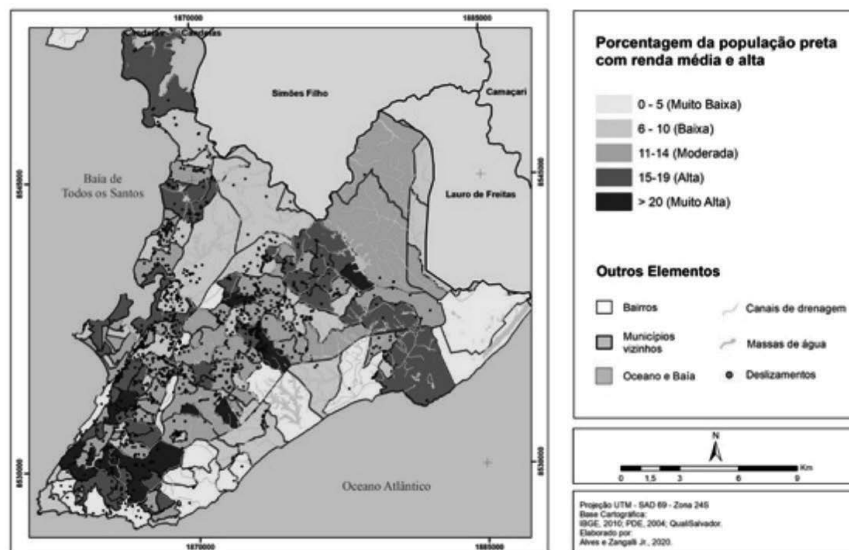 1870000
1885000
Candeias
Candeias
Simões Filho
Camaçari
8545000
8545000
Baía de
Todos os Santos
Lauro de Freitas
8530000
8530000
Oceano Atlântico
1870000
1885000
Porcentagem da população preta
com renda média e alta
0 - 5 (Muito Baixa)
6 - 10 (Baixa)
11-14 (Moderada)
15-19 (Alta)
> 20 (Muito Alta)
Outros Elementos
Bairros
Canais de drenagem
Municípios
vizinhos
Massas de água
Oceano e Baía
Deslizamentos
N
Km
0 1,5 3 6 9
Projeção UTM - SAD 69 - Zona 24S
Base Cartográfica:
IBGE, 2010; PDE, 2004; QualiSalvador.
Elaborado por:
Alves e Zangalli Jr., 2020.